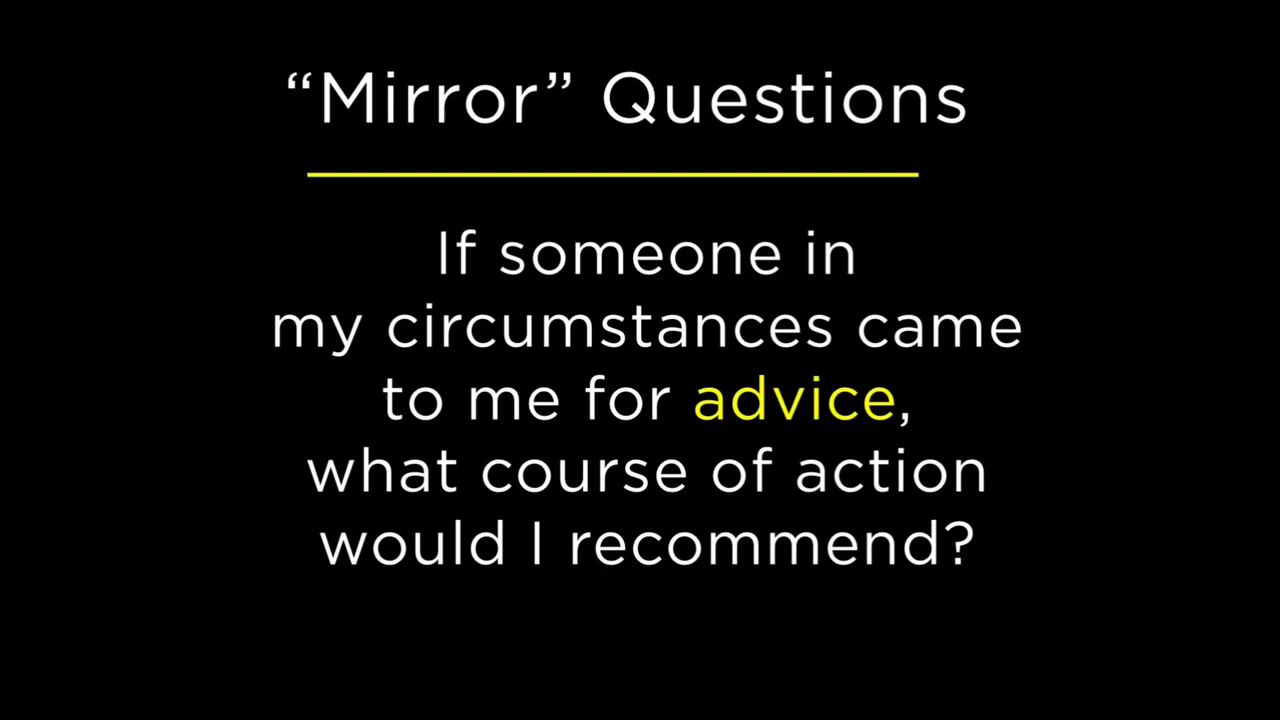 “Mirror” Questions
If someone in
my circumstances came
to me for advice,
what course of action
would I recommend?